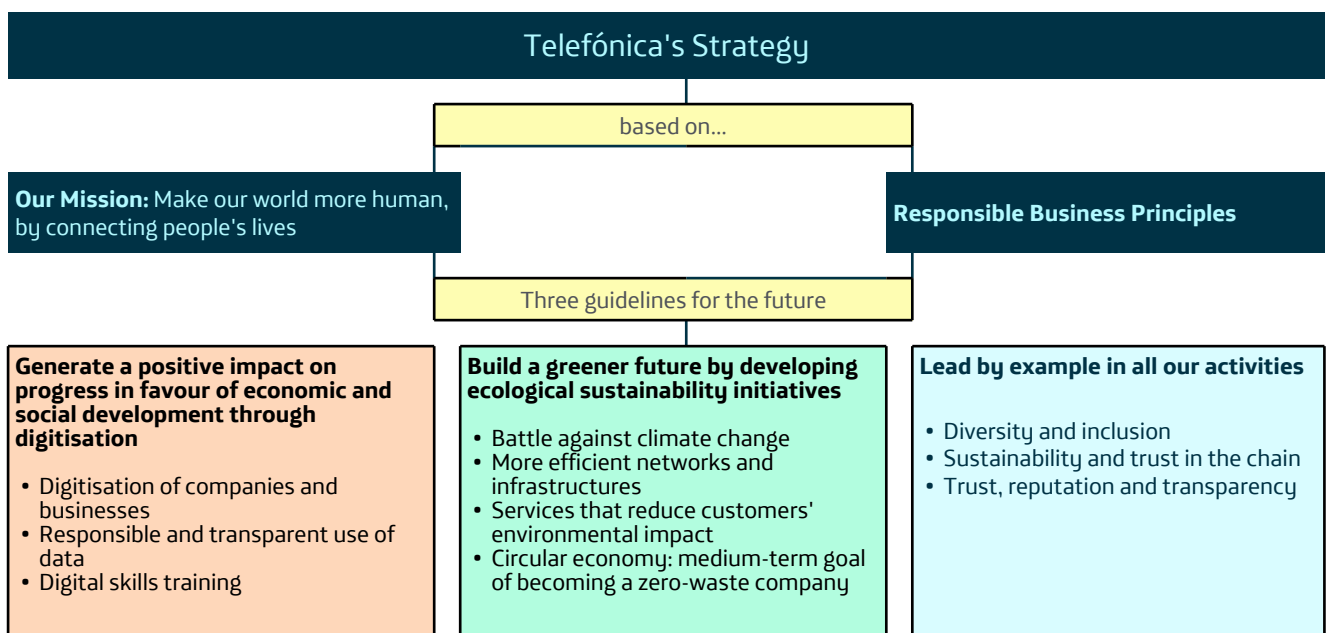 Telefónica's Strategy
based on...
Our Mission: Make our world more human,
by connecting people's lives
Responsible Business Principles
Three guidelines for the future
Generate a positive impact on
progress in favour of economic and
social development through
digitisation
• Digitisation of companies and
businesses
• Responsible and transparent use of
data
• Digital skills training
Build a greener future by developing
ecological sustainability initiatives
• Battle against climate change
• More efficient networks and
infrastructures
• Services that reduce customers'
environmental impact
• Circular economy: medium-term goal
of becoming a zero-waste company
Lead by example in all our activities
• Diversity and inclusion
• Sustainability and trust in the chain
• Trust, reputation and transparency